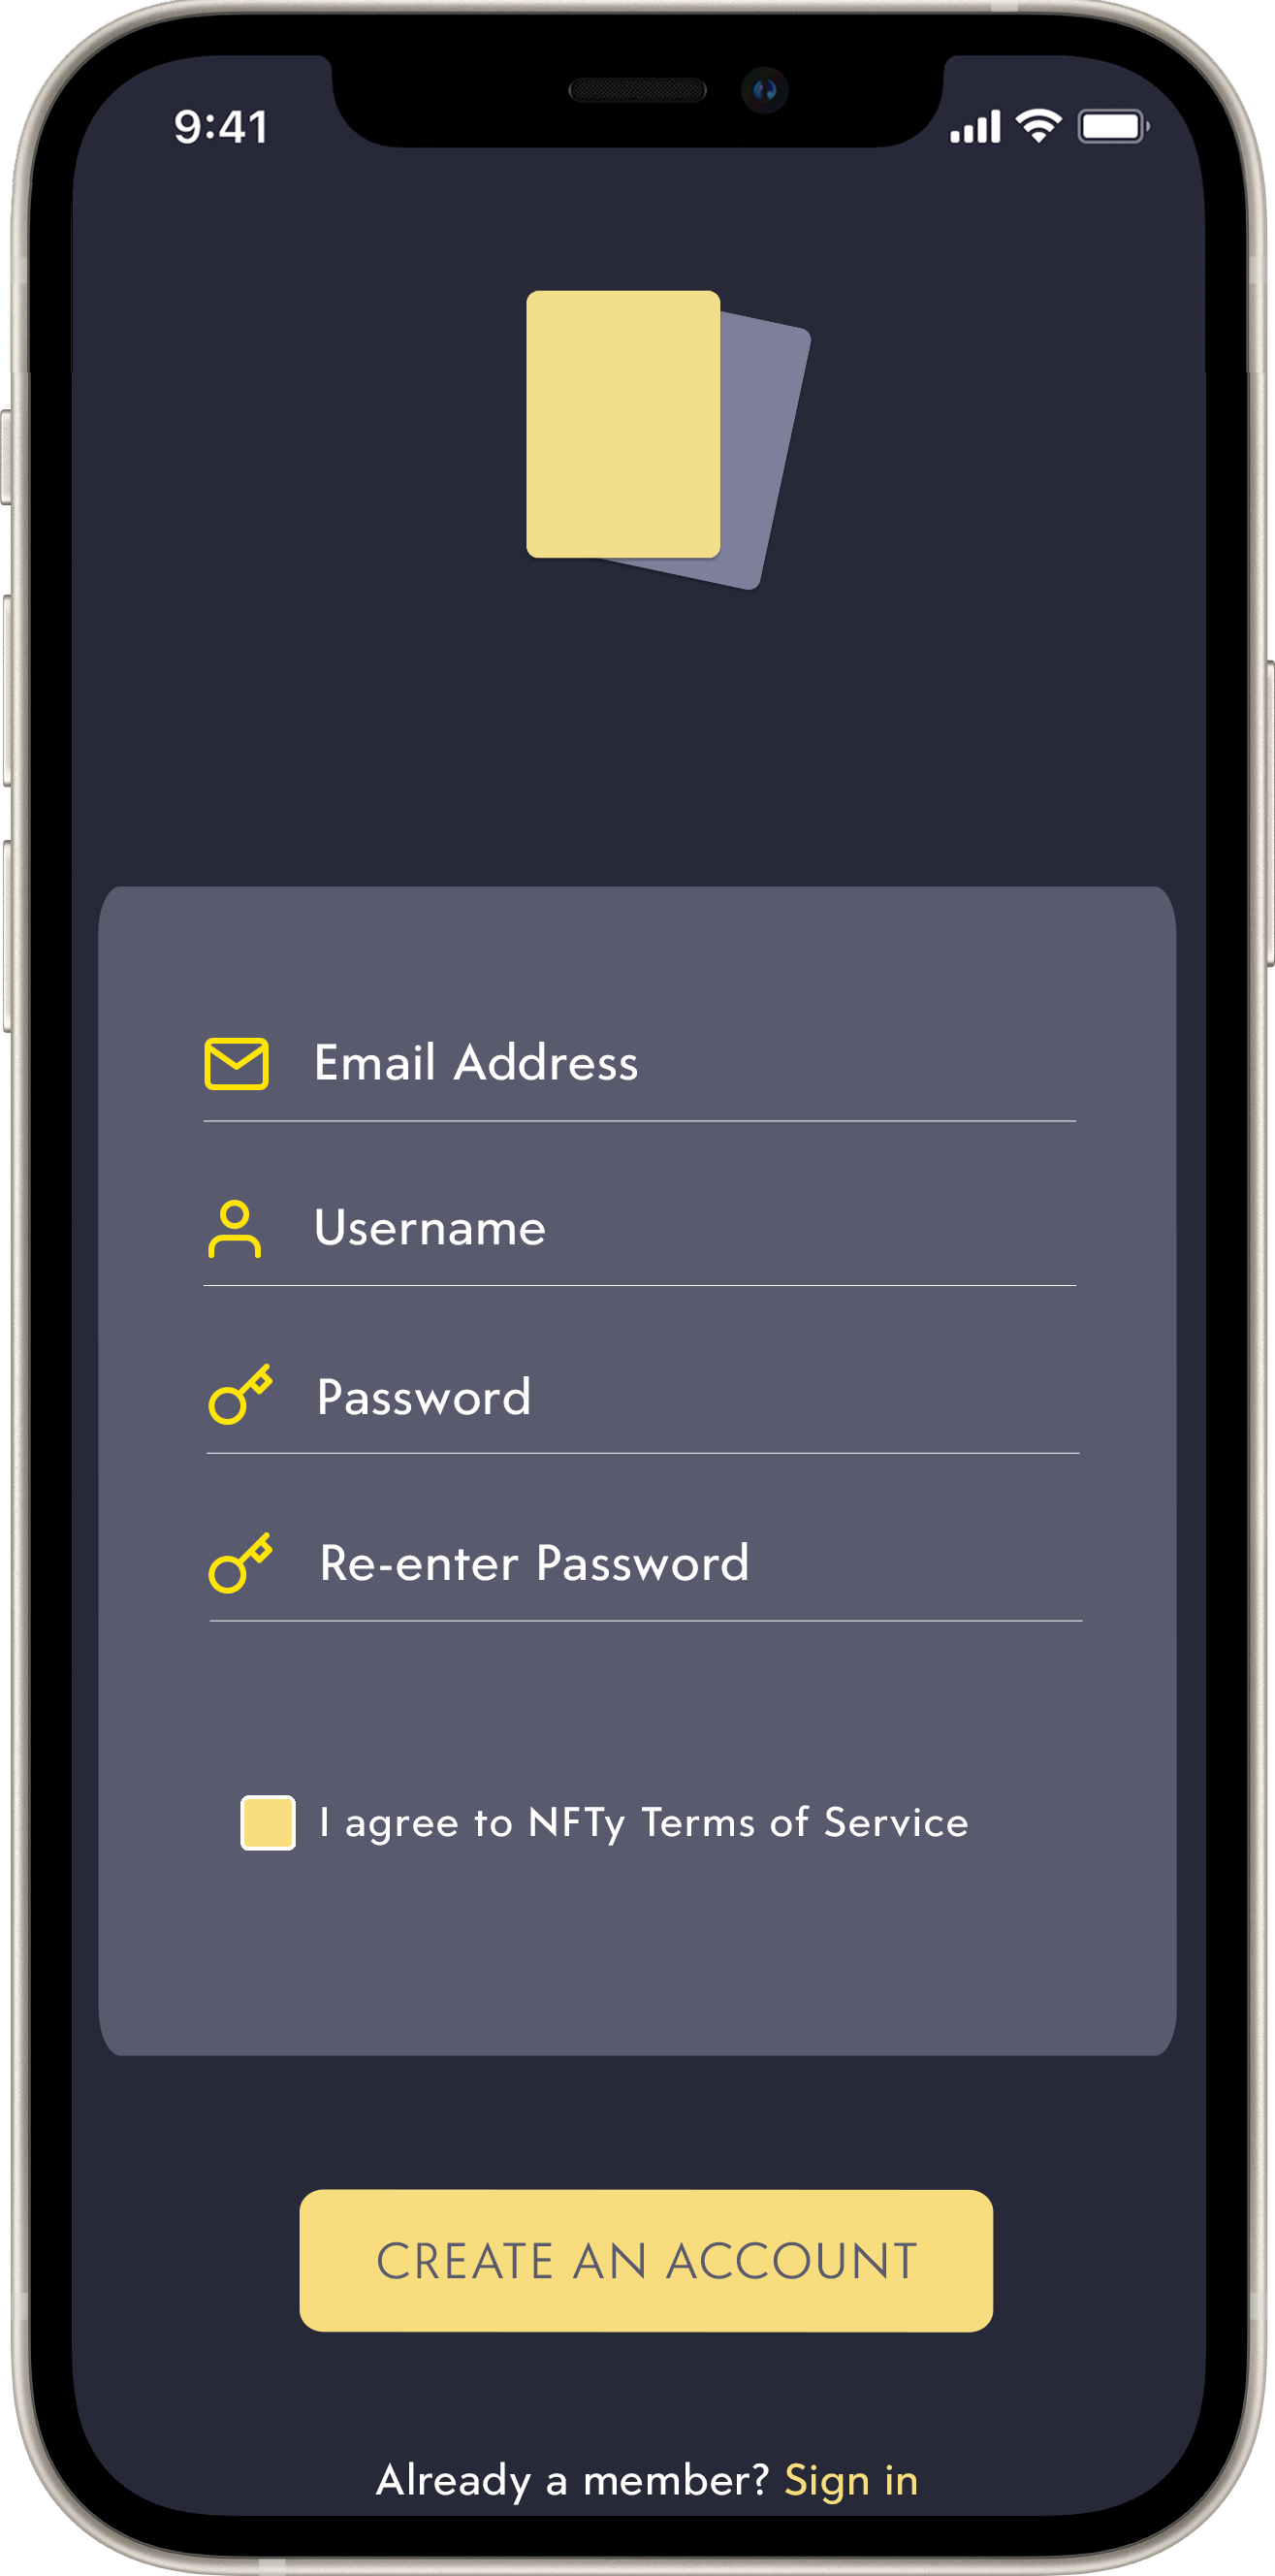 9:41
Email Address
Username
Password
Re-enter Password
I agree to NFTy Terms of Service
CREATE AN ACCOUNT
Already a member? Sign in